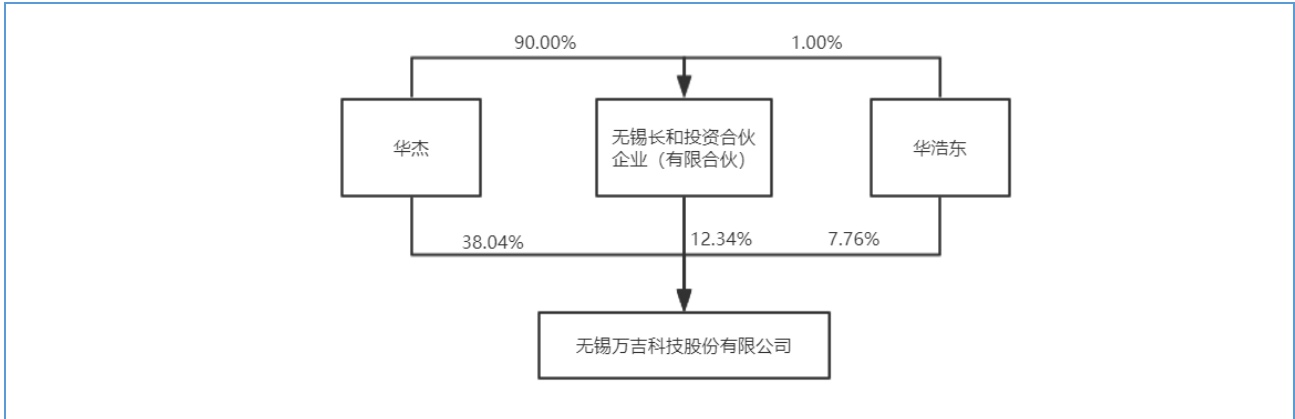 90.00%
1.00%
华杰
无锡长和投资合伙
企业（有限合伙）
华浩东
38.04%
12.34%
7.76%
无锡万吉科技股份有限公司